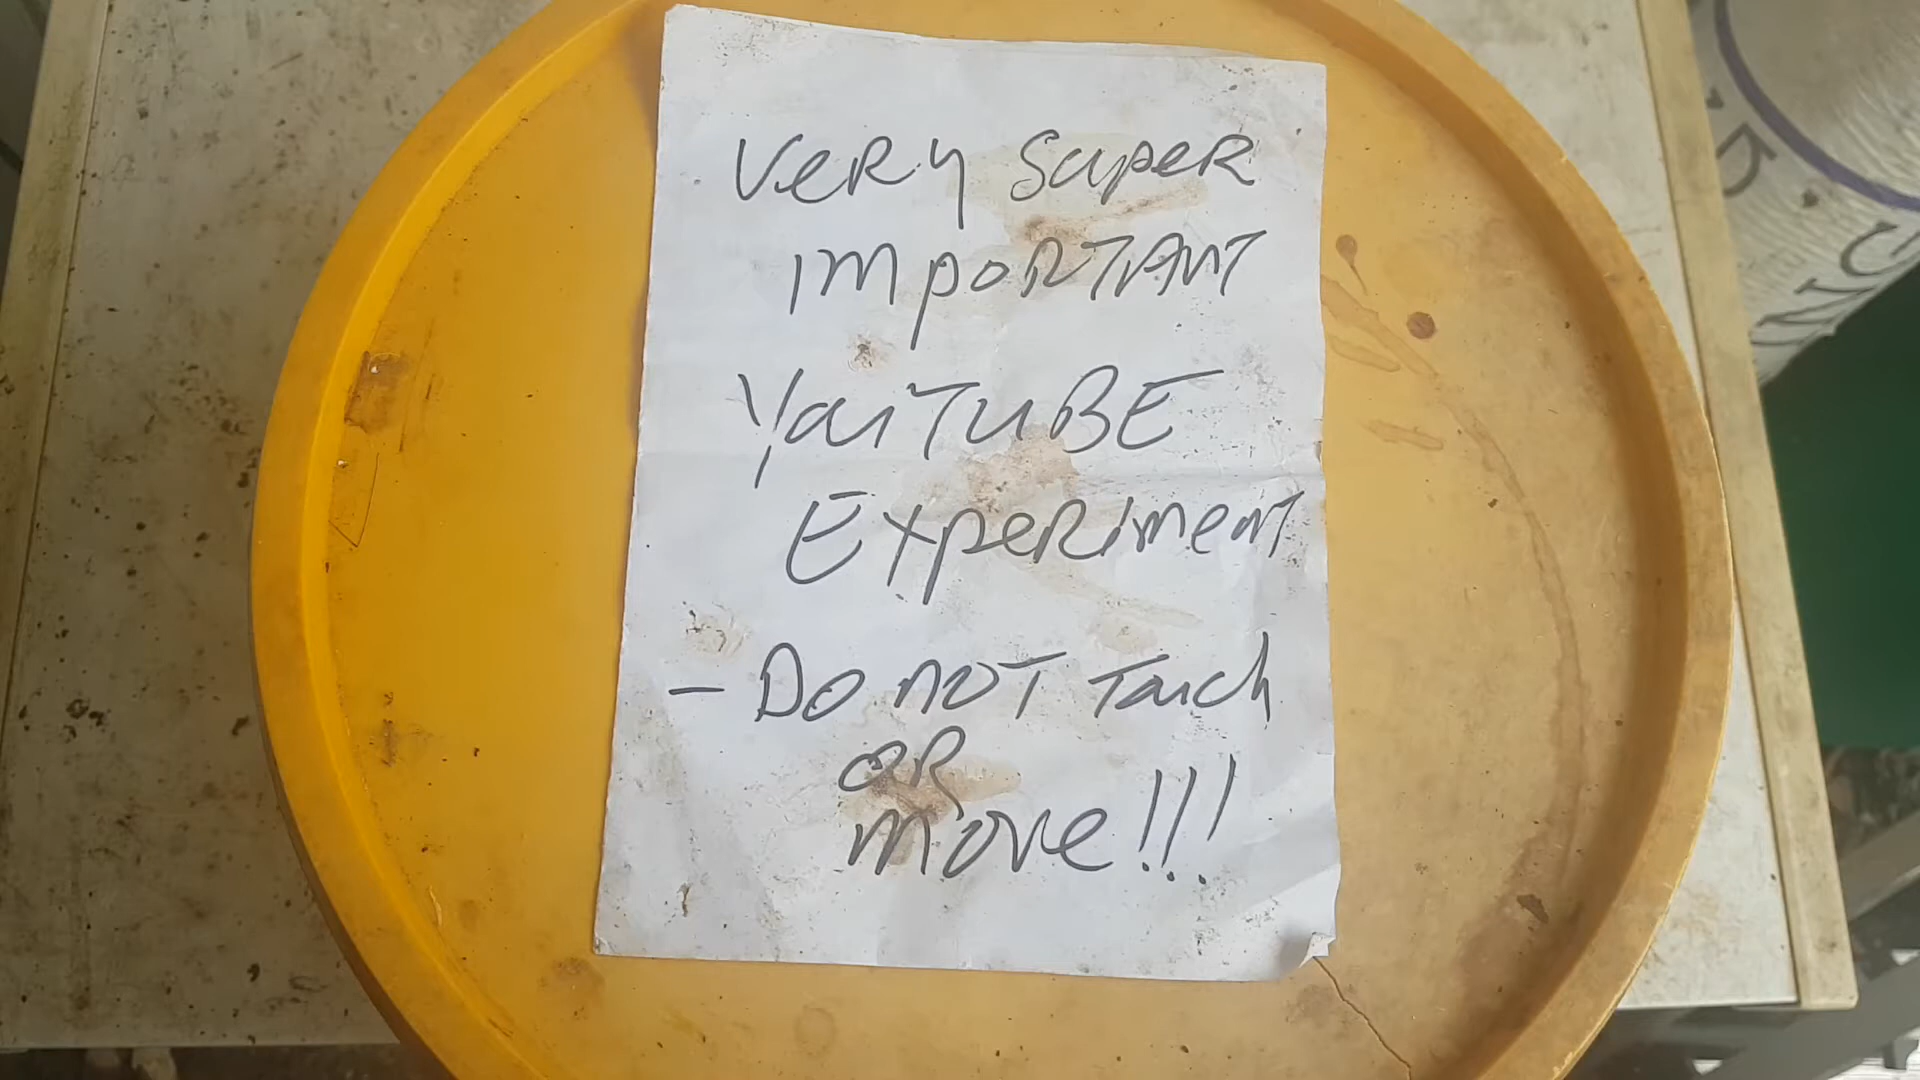 Very Super
important
YouTube
Experiment
- Do not Touch
or
move!!!